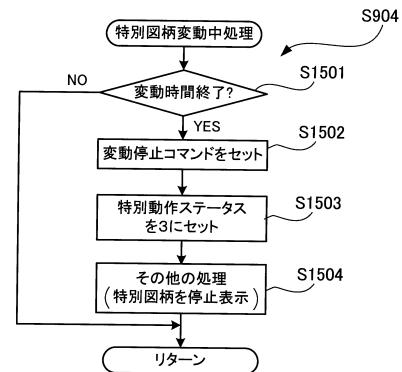 S904
特別図柄変動中処理
変動時間終了?
S1501
NO
YES
変動停止コマンドをセット
S1502
特別動作ステータス
を3にセット
S1503
その他の処理
(特別図柄を停止表示)
S1504
リターン